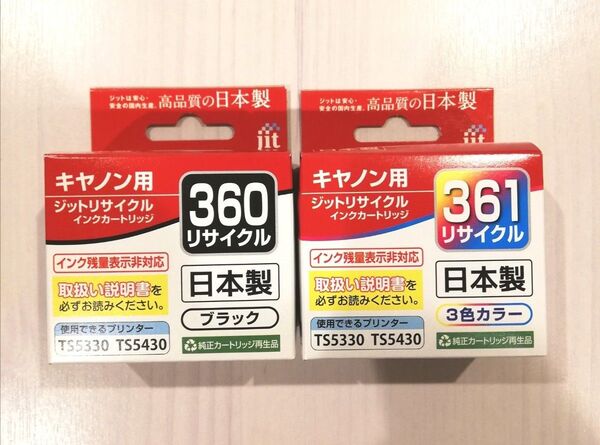 ジットは安心・
安全の国内生産。
高品質の日本製
jit
キヤノン用
ジットリサイクル
インクカートリッジ
360
リサイクル
インク残量表示非対応
取扱い説明書を
必ずお読みください。
日本製
ブラック
使用できるプリンター
TS5330 TS5430
純正カートリッジ再生品
ジットは安心・
安全の国内生産。
高品質の日本製
jit
キヤノン用
ジットリサイクル
インクカートリッジ
361
リサイクル
インク残量表示非対応
取扱い説明書を
必ずお読みください。
日本製
3色カラー
使用できるプリンター
TS5330 TS5430
純正カートリッジ再生品